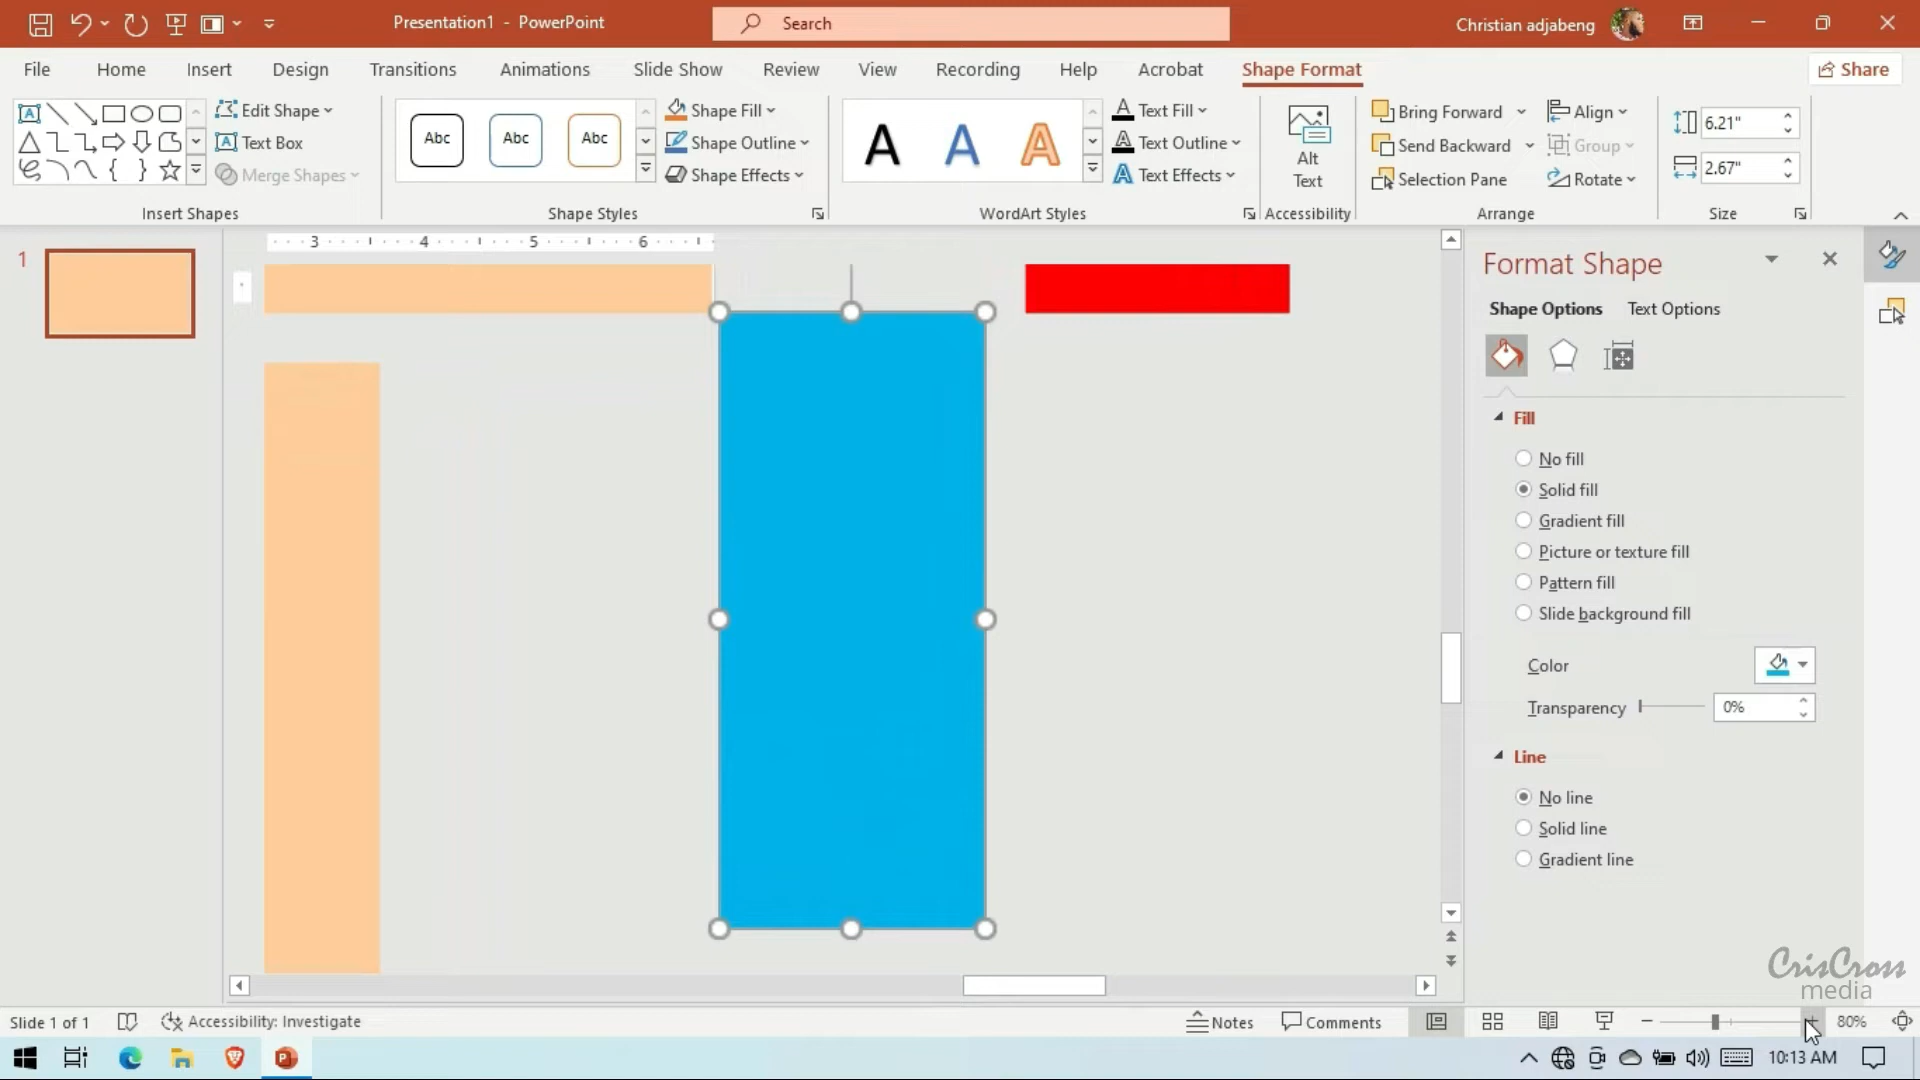 Presentation1 - PowerPoint
Search
Christian adjabeng
File Home Insert Design Transitions Animations Slide Show Review View Recording Help Acrobat Shape Format
Share
Edit Shape
Text Box
Merge Shapes
Insert Shapes
Abc Abc Abc
Shape Fill
Shape Outline
Shape Effects
Shape Styles
A A A
Text Fill
Text Outline
Text Effects
WordArt Styles
Alt
Text
Accessibility
Bring Forward
Send Backward
Selection Pane
Align
Group
Rotate
Arrange
6.21"
2.67"
Size
1
3 4 5 6
Format Shape
Shape Options Text Options
Fill
No fill
Solid fill
Gradient fill
Picture or texture fill
Pattern fill
Slide background fill
Color
Transparency 0%
Line
No line
Solid line
Gradient line
CrisCross
media
Slide 1 of 1
Accessibility: Investigate
Notes
Comments
80%
10:13 AM